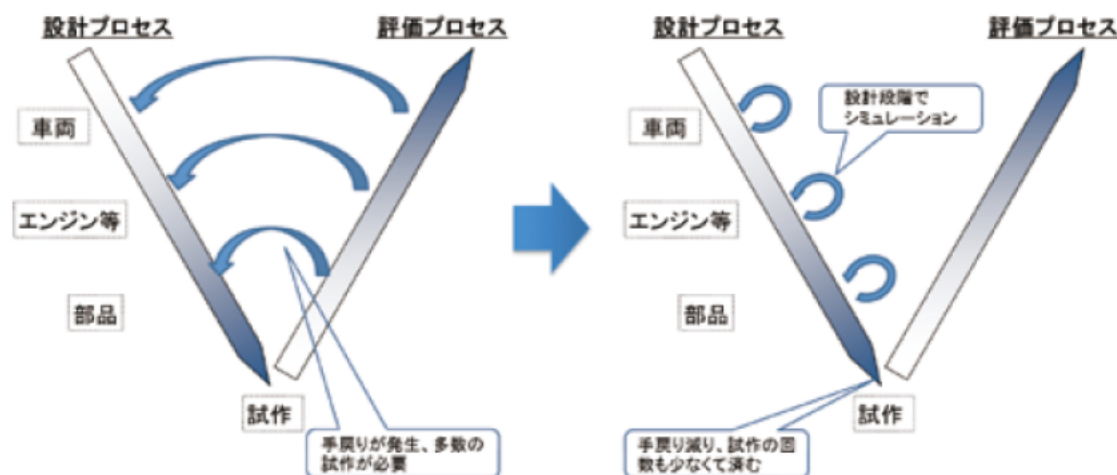 設計プロセス
評価プロセス
車両
エンジン等
部品
試作
手戻りが発生、多数の
試作が必要
設計プロセス
評価プロセス
設計段階で
シミュレーション
車両
エンジン等
部品
試作
手戻り減り、試作の回
数も少なくて済む